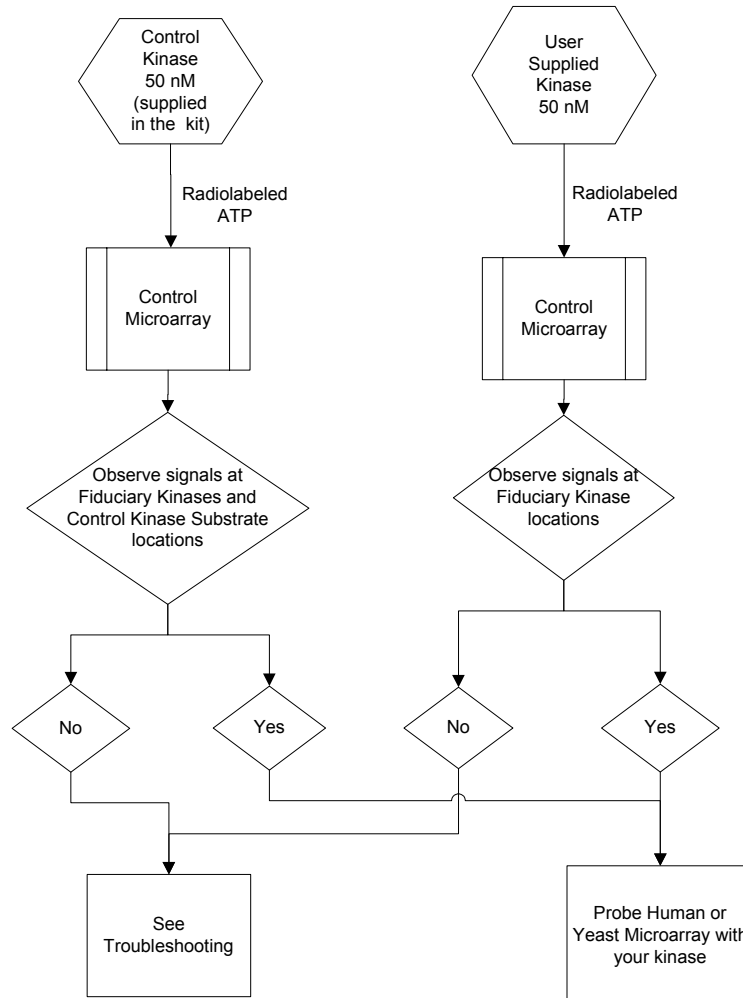 Control
Kinase
50 nM
(supplied
in the kit)
User
Supplied
Kinase
50 nM
Radiolabeled
ATP
Radiolabeled
ATP
Control
Microarray
Control
Microarray
Observe signals at
Fiduciary Kinases and
Control Kinase Substrate
locations
Observe signals at
Fiduciary Kinase
locations
No
Yes
No
Yes
See
Troubleshooting
Probe Human or
Yeast Microarray with
your kinase